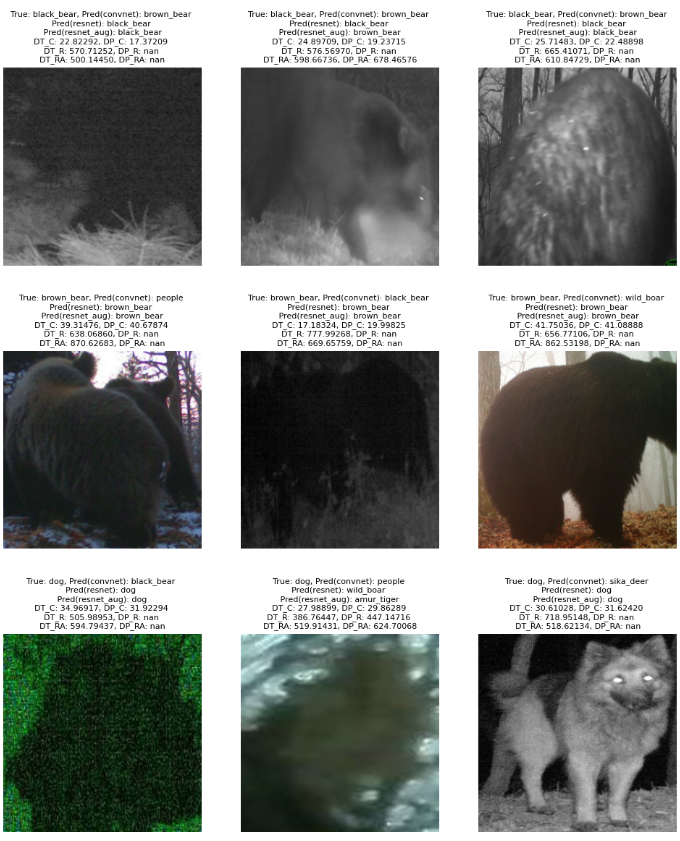 True: black_bear, Pred(convnet): brown_bear
Pred(resnet): black_bear
Pred(resnet_aug): black_bear
DT_C: 22.82292, DP_C: 17.37209
DT_R: 500.71252, DP_R: nan
DT_RA: 500.14450, DP_RA: nan
True: black_bear, Pred(convnet): brown_bear
Pred(resnet): black_bear
Pred(resnet_aug): brown_bear
DT_C: 24.89709, DP_C: 19.23715
DT_R: 576.56970, DP_R: nan
DT_RA: 598.66736, DP_RA: 678.46576
True: black_bear, Pred(convnet): brown_bear
Pred(resnet): black_bear
Pred(resnet_aug): black_bear
DT_C: 25.71483, DP_C: 22.48898
DT_R: 665.41071, DP_R: nan
DT_RA: 610.84729, DP_RA: nan
True: brown_bear, Pred(convnet): people
Pred(resnet): brown_bear
Pred(resnet_aug): brown_bear
DT_C: 39.31476, DP_C: 40.67874
DT_R: 638.06860, DP_R: nan
DT_RA: 870.62683, DP_RA: nan
True: brown_bear, Pred(convnet): black_bear
Pred(resnet): brown_bear
Pred(resnet_aug): brown_bear
DT_C: 17.18324, DP_C: 19.99825
DT_R: 777.99268, DP_R: nan
DT_RA: 669.65759, DP_RA: nan
True: brown_bear, Pred(convnet): wild_boar
Pred(resnet): brown_bear
Pred(resnet_aug): brown_bear
DT_C: 41.75036, DP_C: 41.08888
DT_R: 656.77106, DP_R: nan
DT_RA: 862.53198, DP_RA: nan
True: dog, Pred(convnet): black_bear
Pred(resnet): dog
Pred(resnet_aug): dog
DT_C: 34.96917, DP_C: 31.92294
DT_R: 505.98953, DP_R: nan
DT_RA: 594.79437, DP_RA: nan
True: dog, Pred(convnet): people
Pred(resnet): wild_boar
Pred(resnet_aug): amur_tiger
DT_C: 27.98899, DP_C: 29.86289
DT_R: 386.76447, DP_R: 447.14716
DT_RA: 519.91431, DP_RA: 624.70068
True: dog, Pred(convnet): sika_deer
Pred(resnet): dog
Pred(resnet_aug): dog
DT_C: 30.61028, DP_C: 31.62420
DT_R: 718.95148, DP_R: nan
DT_RA: 518.62134, DP_RA: nan